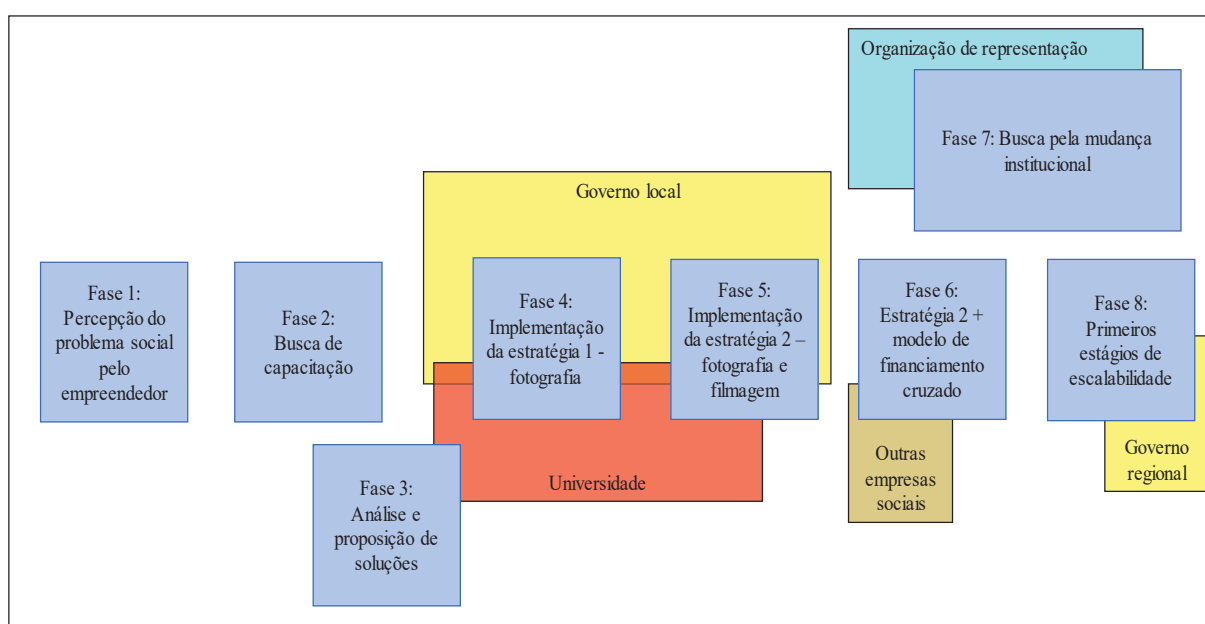 Organização de representação
Fase 7: Busca pela mudança
institucional
Governo local
Fase 1:
Percepção do
problema social
pelo
empreendedor
Fase 2:
Busca de
capacitação
Fase 4:
Implementação
da estratégia 1 -
fotografia
Fase 5:
Implementação
da estratégia 2 –
fotografia e
filmagem
Fase 6:
Estratégia 2 +
modelo de
financiamento
cruzado
Fase 8:
Primeiros
estágios de
escalabilidade
Fase 3:
Análise e
proposição de
soluções
Universidade
Outras
empresas
sociais
Governo
regional